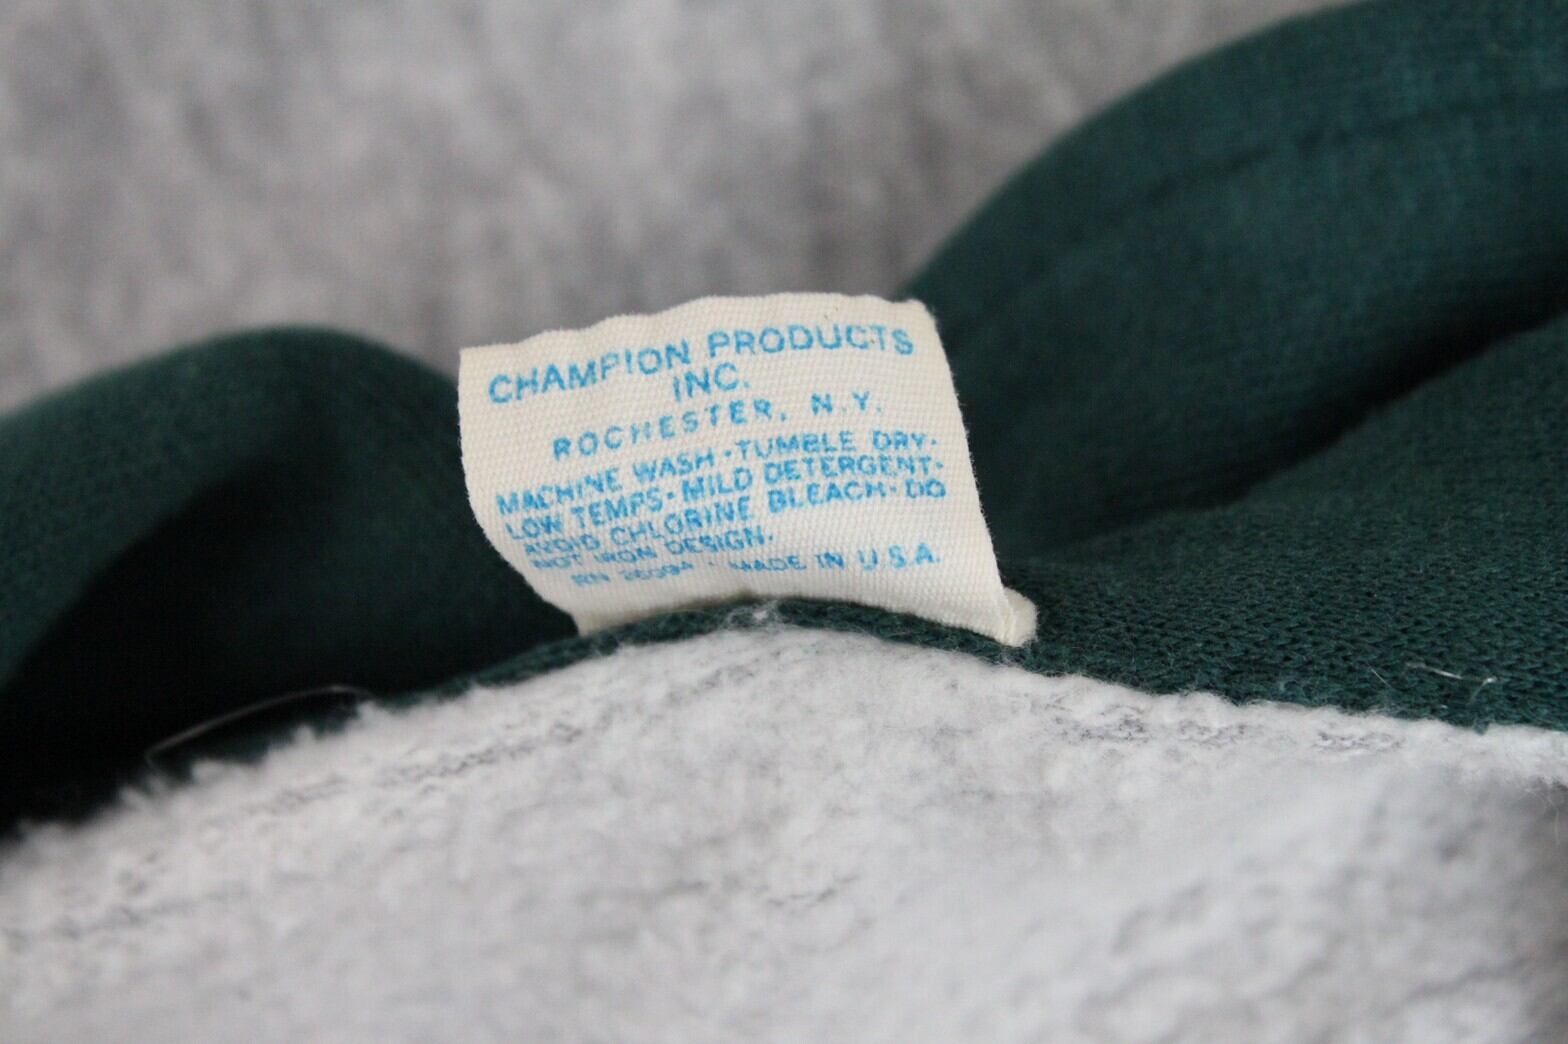 CHAMPION PRODUCTS
INC.
ROCHESTER, N.Y.
MACHINE WASH·TUMBLE DRY·
LOW TEMPS·MILD DETERGENT·
AVOID CHLORINE BLEACH·DO
NOT IRON DESIGN.
RN · MADE IN U.S.A.